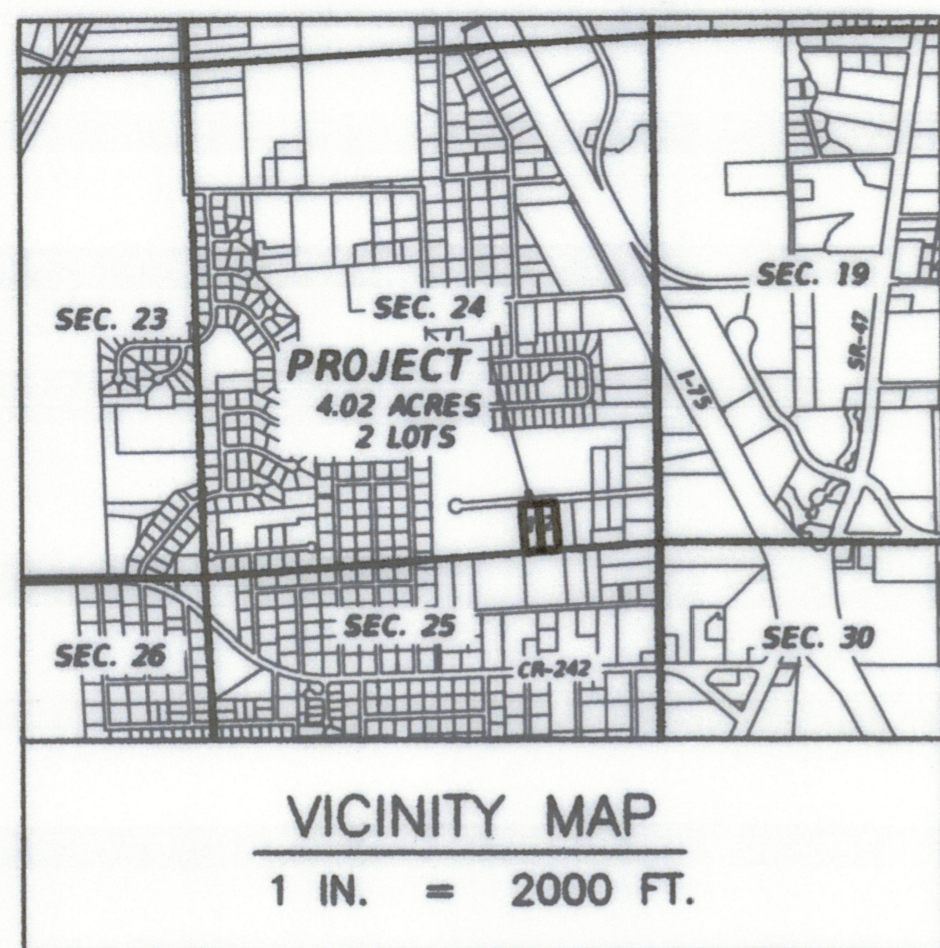 SEC. 19
SEC. 24
SEC. 23
SR-47
PROJECT
4.02 ACRES
2 LOTS
I-75
SEC. 25
SEC. 30
SEC. 26
CR-242
VICINITY MAP
1 IN. = 2000 FT.